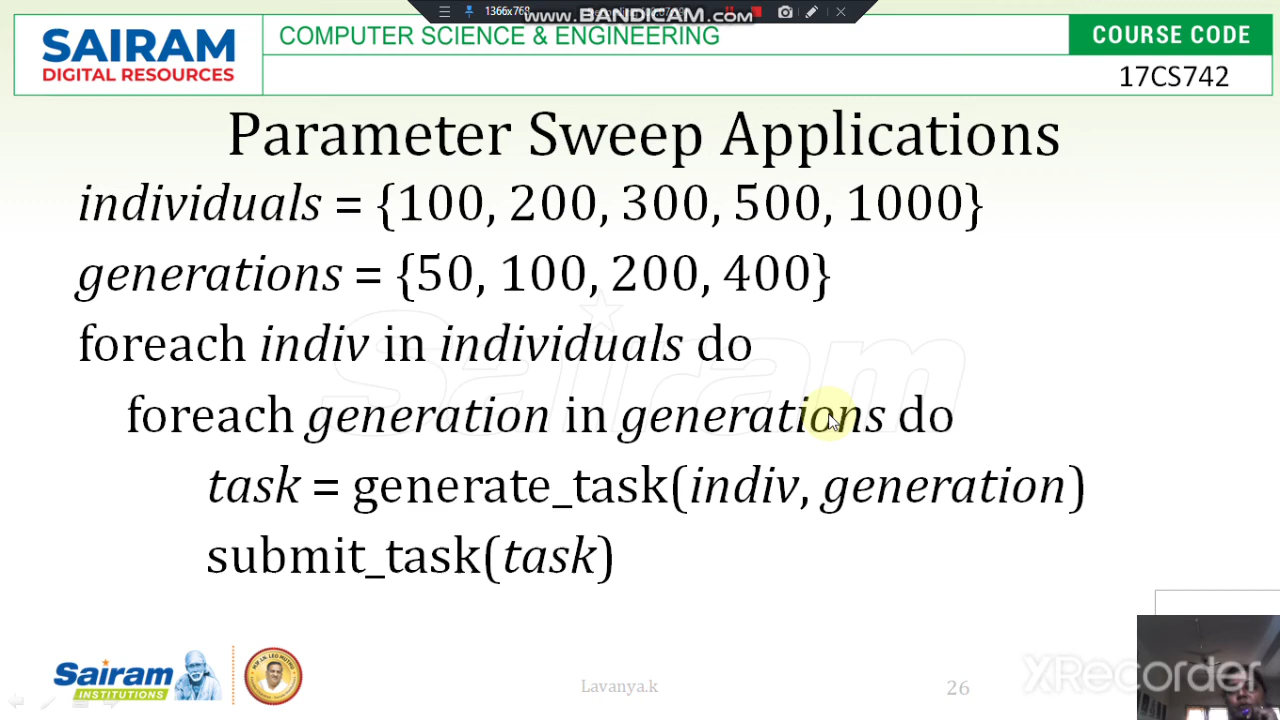 1366x768
www.BANDICAM.com
SAIRAM
DIGITAL RESOURCES
COMPUTER SCIENCE & ENGINEERING
COURSE CODE
17CS742
Parameter Sweep Applications
individuals = {100, 200, 300, 500, 1000}
generations = {50, 100, 200, 400}
foreach indiv in individuals do
foreach generation in generations do
task = generate_task(indiv, generation)
submit_task(task)
Sairam
Sairam
INSTITUTIONS
Lavanya.k
26
XRecorder